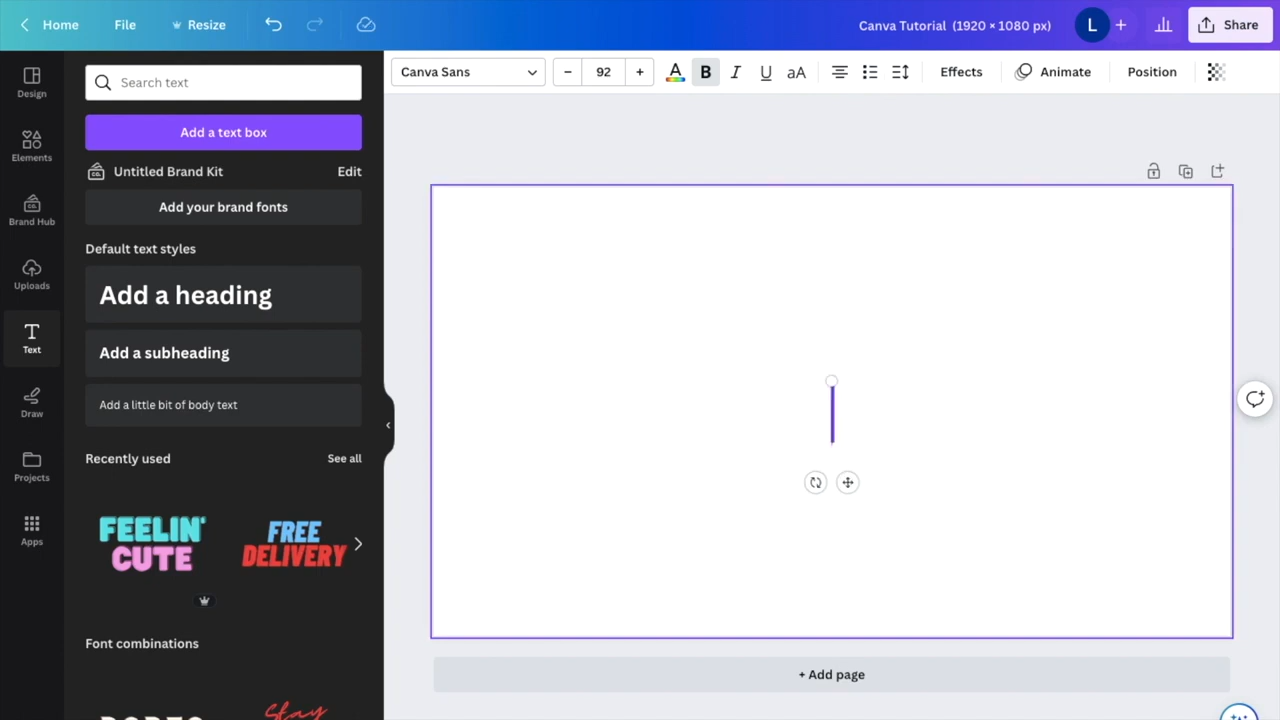 Home File Resize Canva Tutorial (1920 × 1080 px) L + Share
Design
Elements
Brand Hub
Uploads
Text
Draw
Projects
Apps
Search text
Add a text box
CO.
Untitled Brand Kit Edit
Add your brand fonts
Default text styles
Add a heading
Add a subheading
Add a little bit of body text
Recently used See all
FEELIN'
CUTE
FREE
DELIVERY
Font combinations
Stay
Canva Sans – 92 + A B I U aA Effects Animate Position
+ Add page